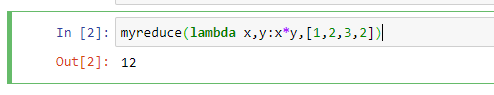 In [2]: myreduce(lambda x,y:x*y,[1,2,3,2])
Out[2]: 12